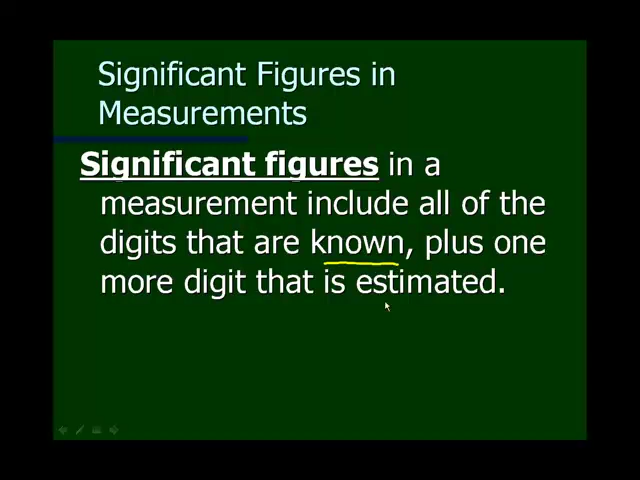 Significant Figures in
Measurements
Significant figures in a
measurement include all of the
digits that are known, plus one
more digit that is estimated.